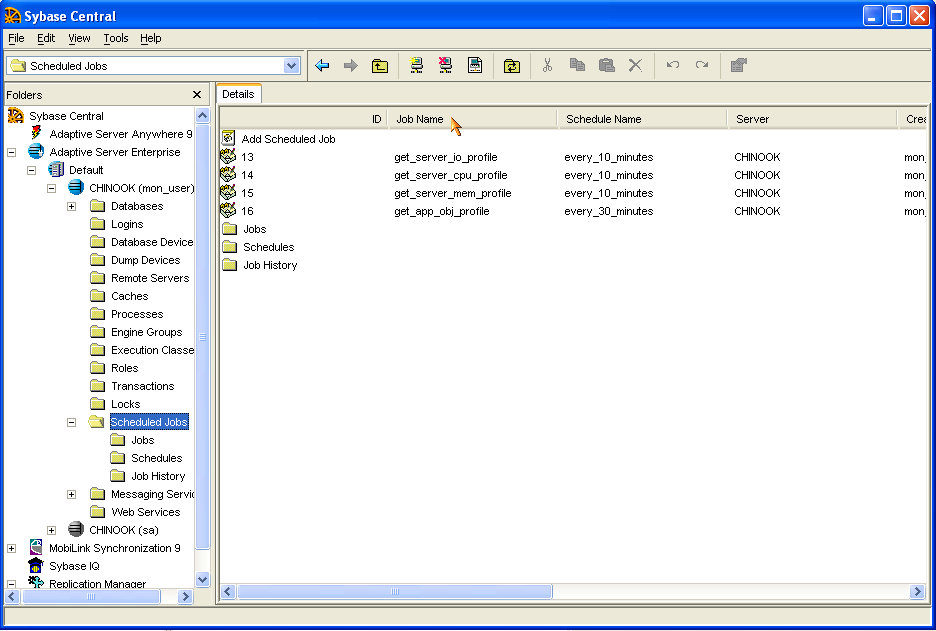 Sybase Central
File Edit View Tools Help
Scheduled Jobs
Folders
Sybase Central
Adaptive Server Anywhere 9
Adaptive Server Enterprise
Default
CHINOOK (mon_user)
Databases
Logins
Database Device
Dump Devices
Remote Servers
Caches
Processes
Engine Groups
Execution Classe
Roles
Transactions
Locks
Scheduled Jobs
Jobs
Schedules
Job History
Messaging Servic
Web Services
CHINOOK (sa)
MobiLink Synchronization 9
Sybase IQ
Replication Manager
Details
ID Job Name Schedule Name Server Crea
Add Scheduled Job
13 get_server_io_profile every_10_minutes CHINOOK mon_
14 get_server_cpu_profile every_10_minutes CHINOOK mon_
15 get_server_mem_profile every_10_minutes CHINOOK mon_
16 get_app_obj_profile every_30_minutes CHINOOK mon_
Jobs
Schedules
Job History